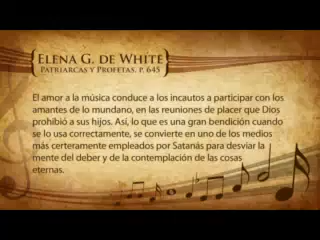 {ELENA G. DE WHITE}
PATRIARCAS Y PROFETAS, P. 645
El amor a la música conduce a los incautos a participar con los
amantes de lo mundano, en las reuniones de placer que Dios
prohibió a sus hijos. Así, lo que es una gran bendición cuando
se lo usa correctamente, se convierte en uno de los medios
más certeramente empleados por Satanás para desviar la
mente del deber y de la contemplación de las cosas
eternas.